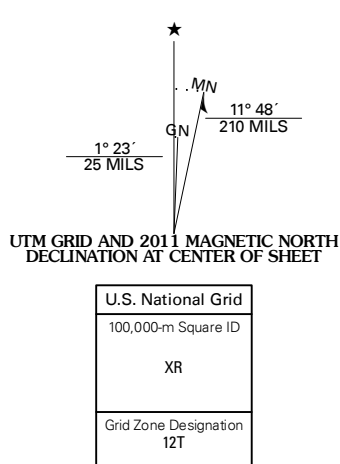 ★
MN
GN
11° 48´
210 MILS
1° 23´
25 MILS
UTM GRID AND 2011 MAGNETIC NORTH
DECLINATION AT CENTER OF SHEET
U.S. National Grid
100,000-m Square ID
XR
Grid Zone Designation
12T